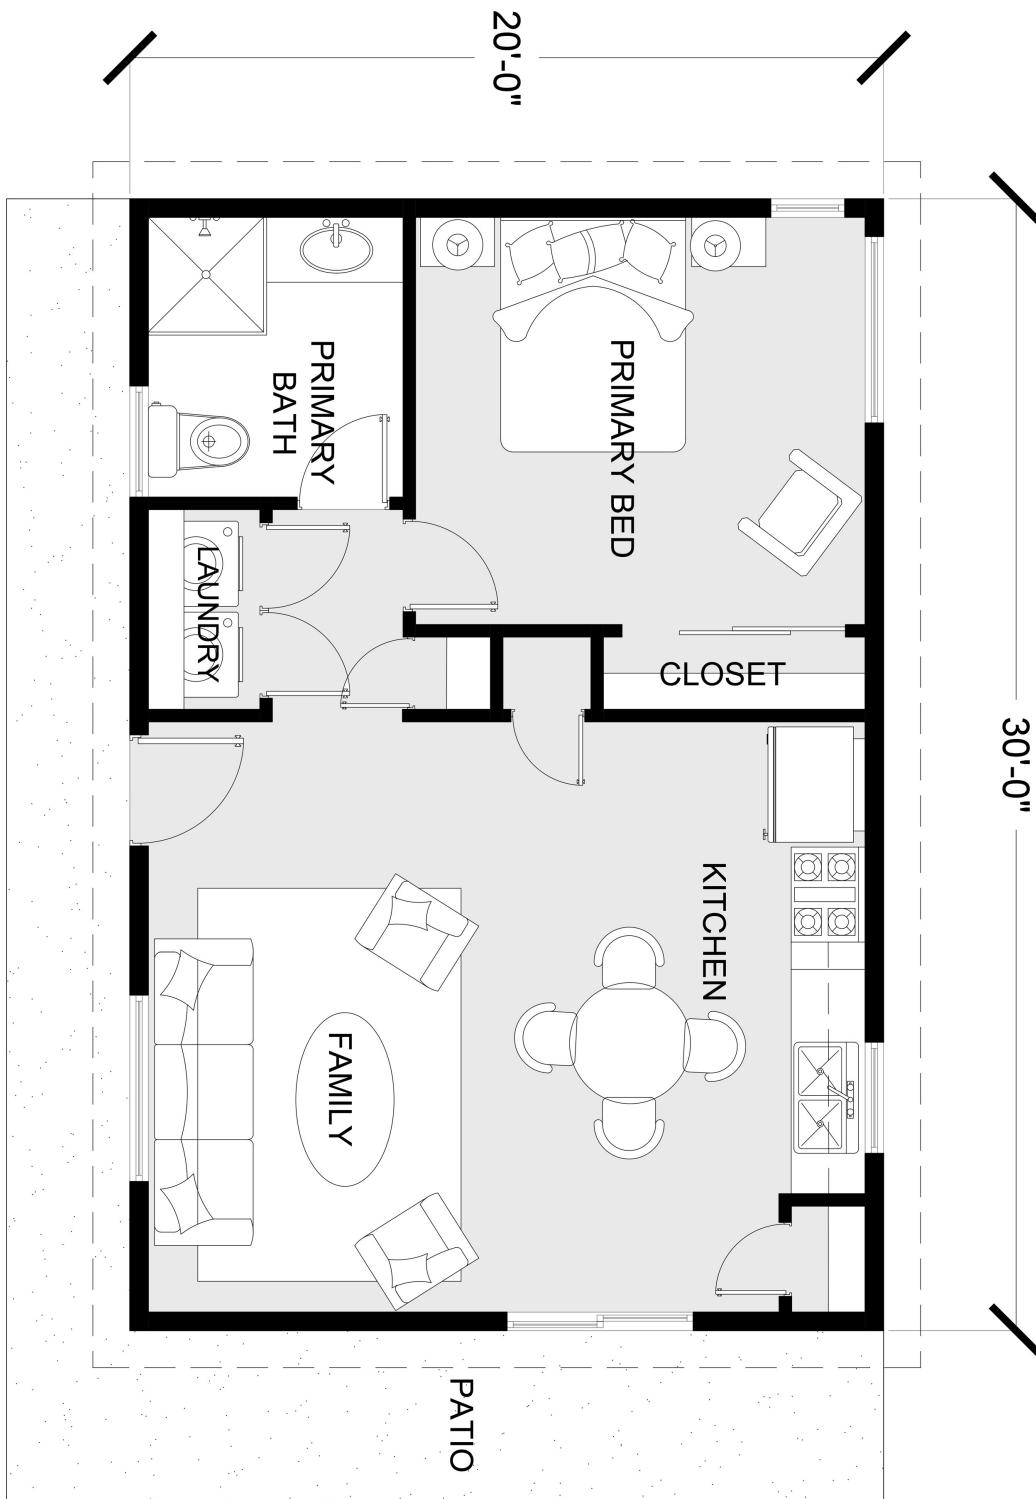 20'-0"
30'-0"
PRIMARY
BATH
PRIMARY BED
LAUNDRY
CLOSET
KITCHEN
FAMILY
PATIO